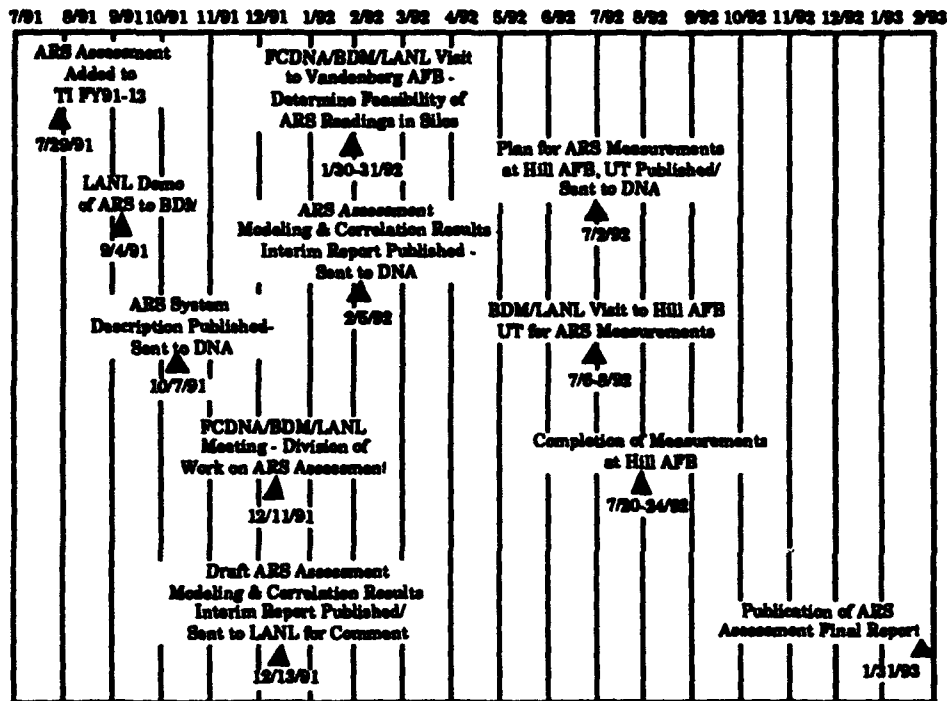 7/91 8/91 9/91 10/91 11/91 12/91 1/92 2/92 3/92 4/92 5/92 6/92 7/92 8/92 9/92 10/92 11/92 12/92 1/93 2/93
ARS Assessment
Added to
TI FY91-13
7/29/91
LANL Demo
of ARS to BDM
9/4/91
ARS System
Description Published-
Sent to DNA
10/7/91
FCDNA/BDM/LANL
Meeting - Division of
Work on ARS Assessment
12/11/91
Draft ARS Assessment
Modeling & Correlation Results
Interim Report Published/
Sent to LANL for Comment
12/13/91
FCDNA/BDM/LANL Visit
to Vandenberg AFB -
Determine Feasibility of
ARS Readings in Silos
1/30-31/92
ARS Assessment
Modeling & Correlation Results
Interim Report Published -
Sent to DNA
2/5/92
Plan for ARS Measurements
at Hill AFB, UT Published/
Sent to DNA
7/2/92
BDM/LANL Visit to Hill AFB
UT for ARS Measurements
7/6-8/92
Completion of Measurements
at Hill AFB
7/20-24/92
Publication of ARS
Assessment Final Report
1/31/93